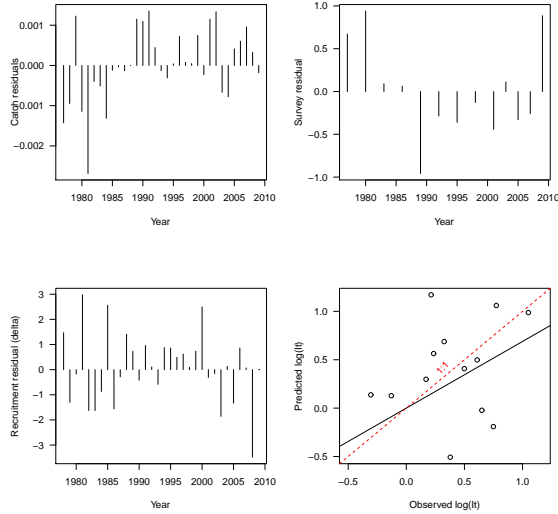 Catch residuals
0.001
0.000
−0.001
−0.002
1980 1985 1990 1995 2000 2005 2010
Year
Survey residual
1.0
0.5
0.0
−0.5
−1.0
1980 1985 1990 1995 2000 2005 2010
Year
Recruitment residual (delta)
3
2
1
0
−1
−2
−3
1980 1985 1990 1995 2000 2005 2010
Year
Predicted log(It)
1.0
0.5
0.0
−0.5
1:1
−0.5 0.0 0.5 1.0
Observed log(It)